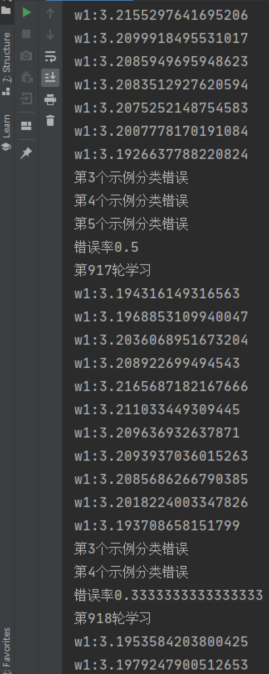 7: Structure
Learn
2: Favorites
w1:3.2155297641695206
w1:3.2099918495531017
w1:3.2085949695948623
w1:3.2083512927620594
w1:3.2075252148754583
w1:3.2007778170191084
w1:3.1926637788220824
第3个示例分类错误
第4个示例分类错误
第5个示例分类错误
错误率0.5
第917轮学习
w1:3.194316149316563
w1:3.1968853109940047
w1:3.2036068951673204
w1:3.208922699494543
w1:3.2165687182167666
w1:3.211033449309445
w1:3.209636932637871
w1:3.2093937036015263
w1:3.2085686266790385
w1:3.2018224003347826
w1:3.193708658151799
第3个示例分类错误
第4个示例分类错误
错误率0.3333333333333333
第918轮学习
w1:3.1953584203800425
w1:3.1979247900512653